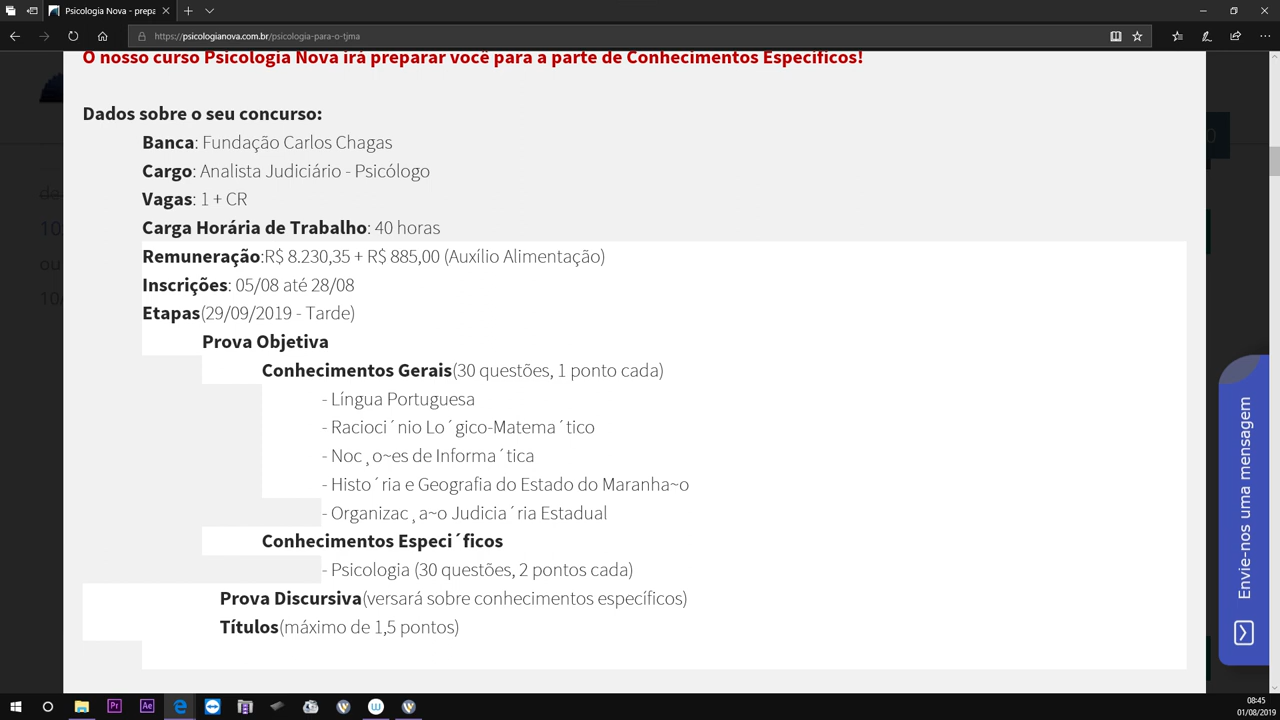 Psicologia Nova - prepa
https://psicologianova.com.br/psicologia-para-o-tjma
O nosso curso Psicologia Nova irá preparar você para a parte de Conhecimentos Específicos!
Dados sobre o seu concurso:
Banca: Fundação Carlos Chagas
Cargo: Analista Judiciário - Psicólogo
Vagas: 1 + CR
Carga Horária de Trabalho: 40 horas
Remuneração:R$ 8.230,35 + R$ 885,00 (Auxílio Alimentação)
Inscrições: 05/08 até 28/08
Etapas(29/09/2019 - Tarde)
Prova Objetiva
Conhecimentos Gerais(30 questões, 1 ponto cada)
- Língua Portuguesa
- Racioci´nio Lo´gico-Matema´tico
- Noc¸o~es de Informa´tica
- Histo´ria e Geografia do Estado do Maranha~o
- Organizac¸a~o Judicia´ria Estadual
Conhecimentos Especi´ficos
- Psicologia (30 questões, 2 pontos cada)
Prova Discursiva(versará sobre conhecimentos específicos)
Títulos(máximo de 1,5 pontos)
Envie-nos uma mensagem
Pr
Ae
08:45
01/08/2019